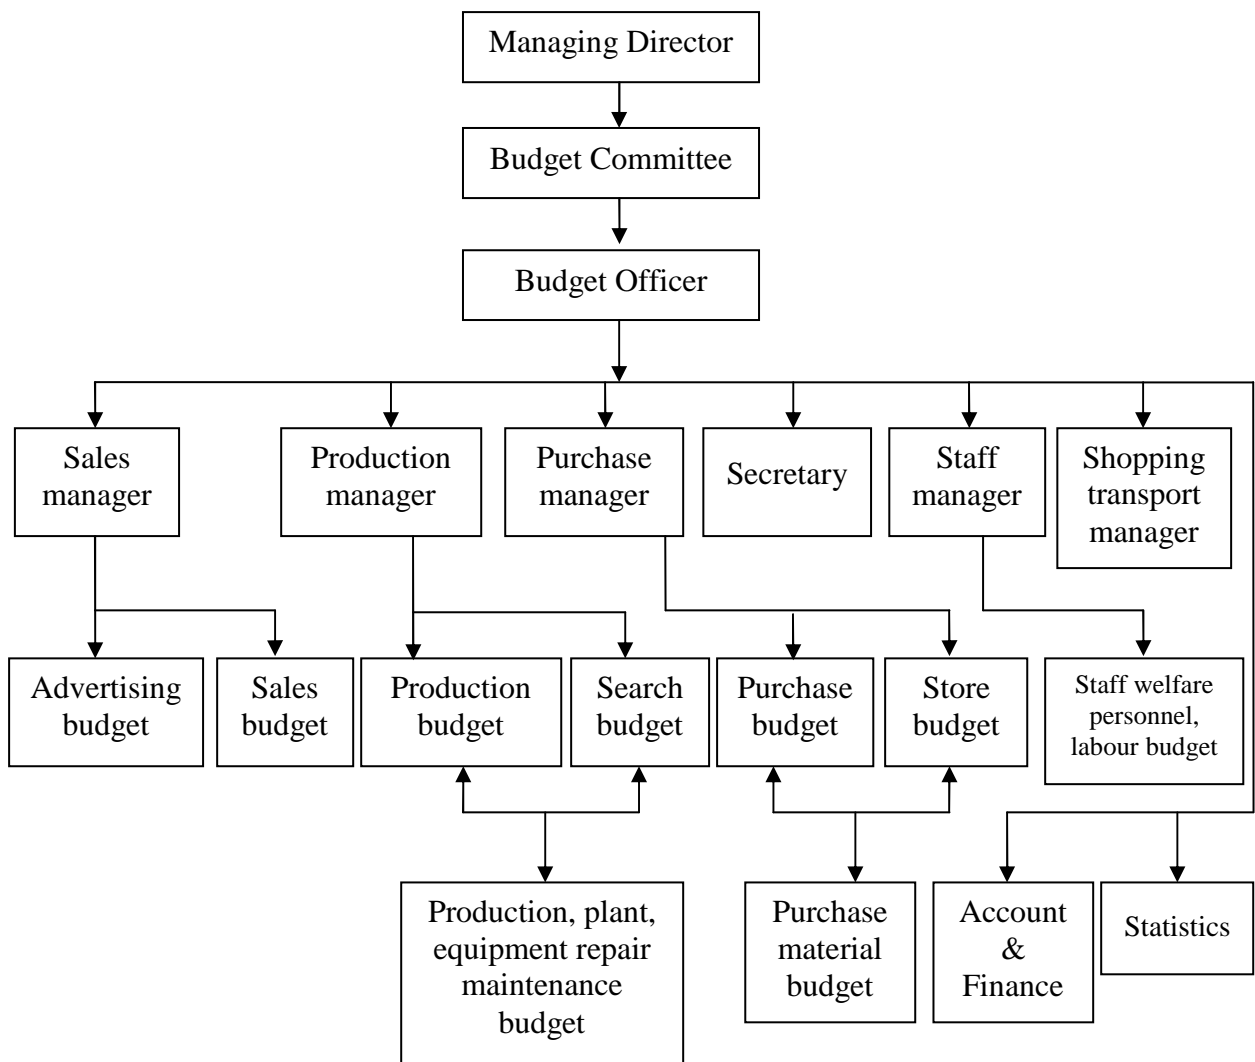 Managing Director
Budget Committee
Budget Officer
Sales
manager
Production
manager
Purchase
manager
Secretary
Staff
manager
Shopping
transport
manager
Advertising
budget
Sales
budget
Production
budget
Search
budget
Purchase
budget
Store
budget
Staff welfare
personnel,
labour budget
Production, plant,
equipment repair
maintenance
budget
Purchase
material
budget
Account
&
Finance
Statistics